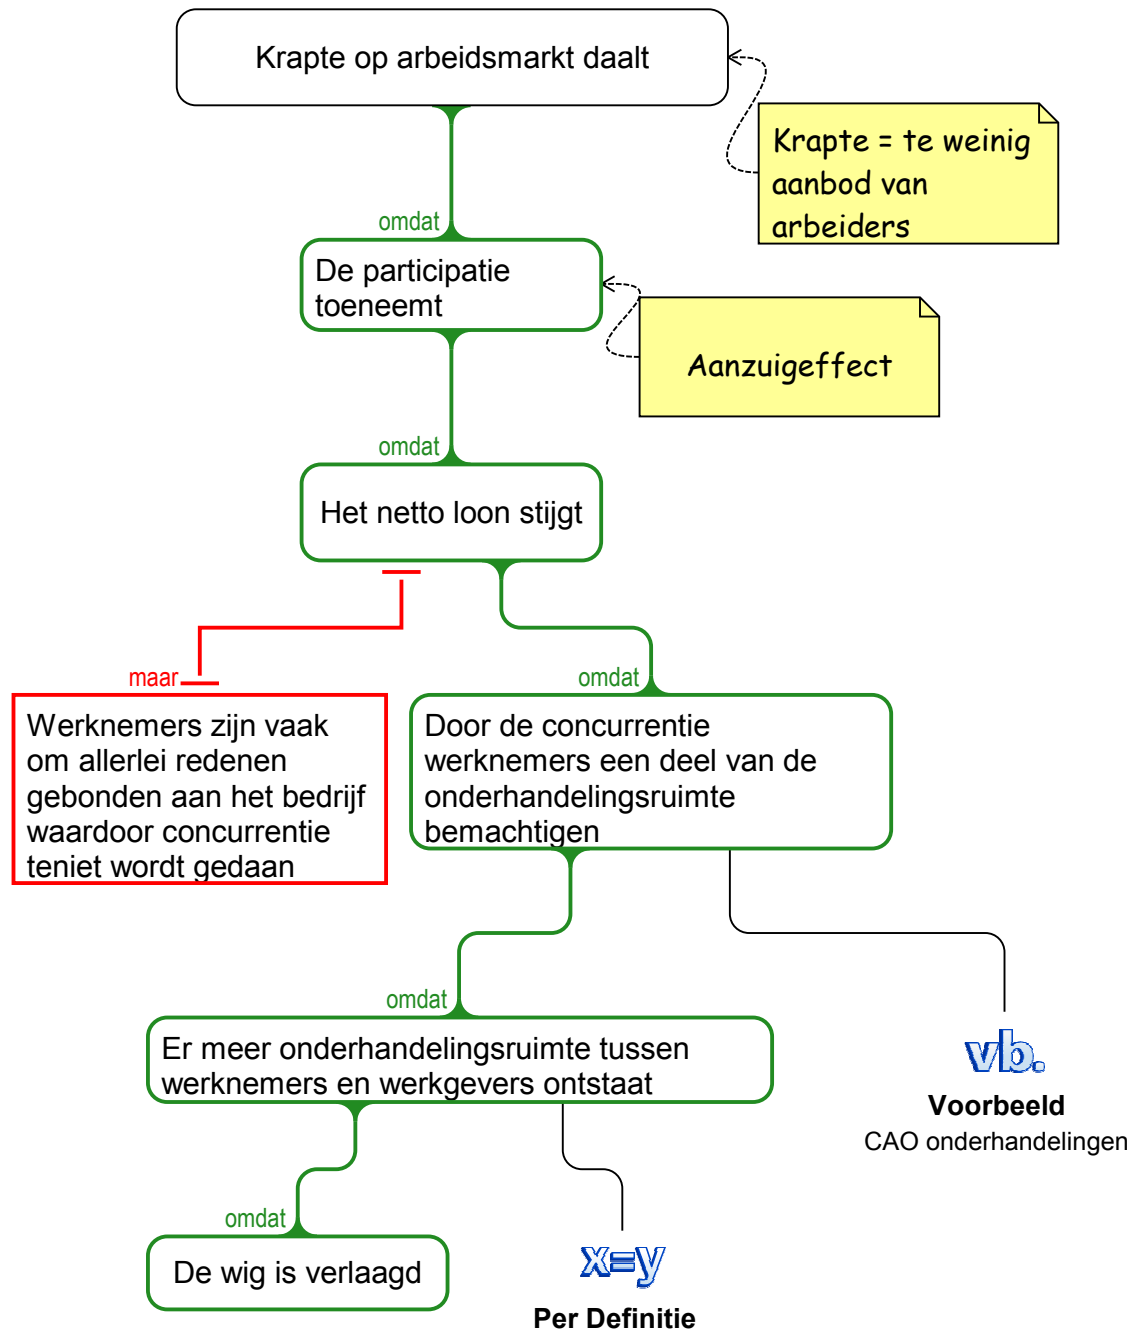 Krapte op arbeidsmarkt daalt
Krapte = te weinig
aanbod van
arbeiders
omdat
De participatie
toeneemt
Aanzuigeffect
omdat
Het netto loon stijgt
maar
Werknemers zijn vaak
om allerlei redenen
gebonden aan het bedrijf
waardoor concurrentie
teniet wordt gedaan
omdat
Door de concurrentie
werknemers een deel van de
onderhandelingsruimte
bemachtigen
omdat
Er meer onderhandelingsruimte tussen
werknemers en werkgevers ontstaat
vb.
Voorbeeld
CAO onderhandelingen
omdat
De wig is verlaagd
x=y
Per Definitie